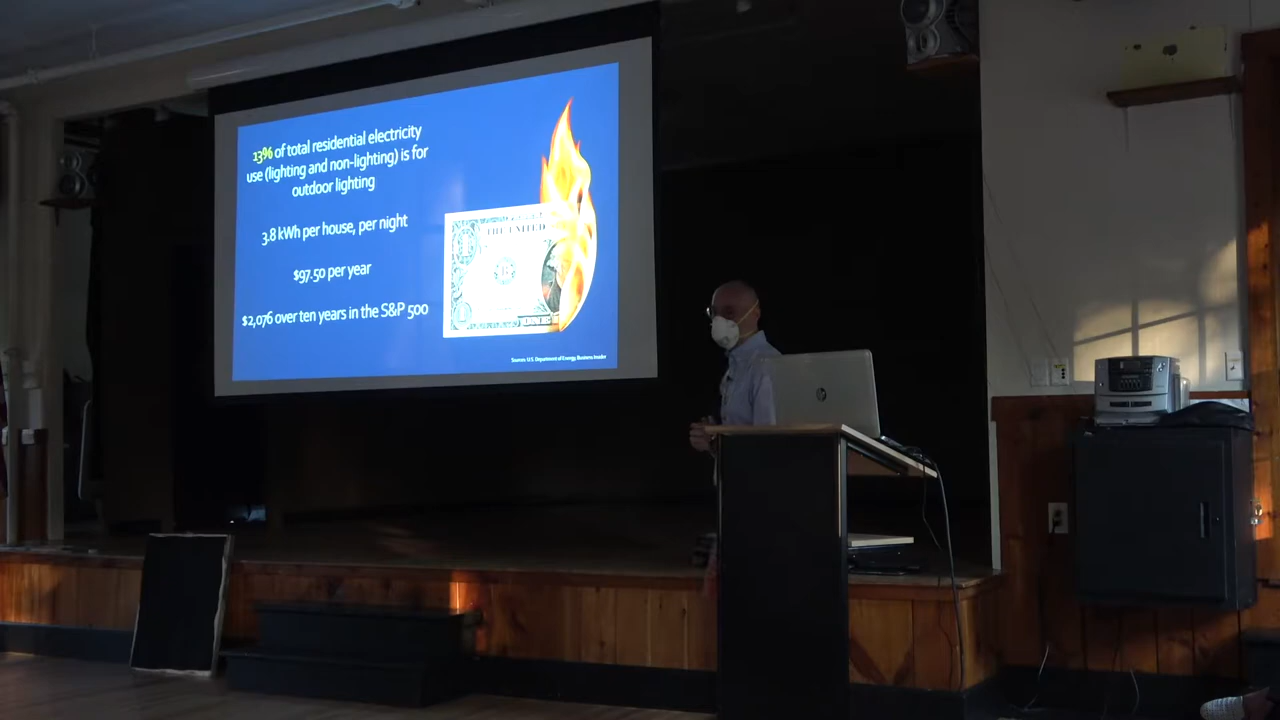 13% of total residential electricity
use (lighting and non-lighting) is for
outdoor lighting
3.8 kWh per house, per night
$97.50 per year
$2,076 over ten years in the S&P 500
THE UNITED
Sources: U.S. Department of Energy, Business Insider
hp